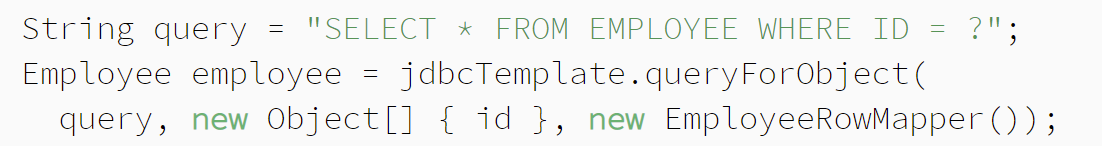 String query = "SELECT * FROM EMPLOYEE WHERE ID = ?";
Employee employee = jdbcTemplate.queryForObject(
  query, new Object[] { id }, new EmployeeRowMapper());